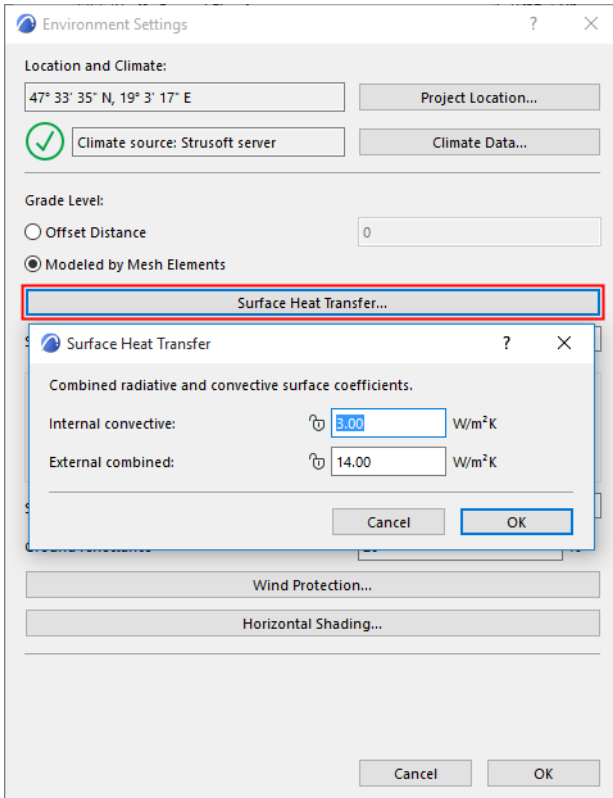 Environment Settings ? ×
Location and Climate:
47° 33' 35" N, 19° 3' 17" E Project Location...
Climate source: Strusoft server Climate Data...
Grade Level:
Offset Distance 0
Modeled by Mesh Elements
Surface Heat Transfer...
Surface Heat Transfer ? ×
Combined radiative and convective surface coefficients.
Internal convective: 3.00 W/m²K
External combined: 14.00 W/m²K
Cancel OK
Wind Protection...
Horizontal Shading...
Cancel OK